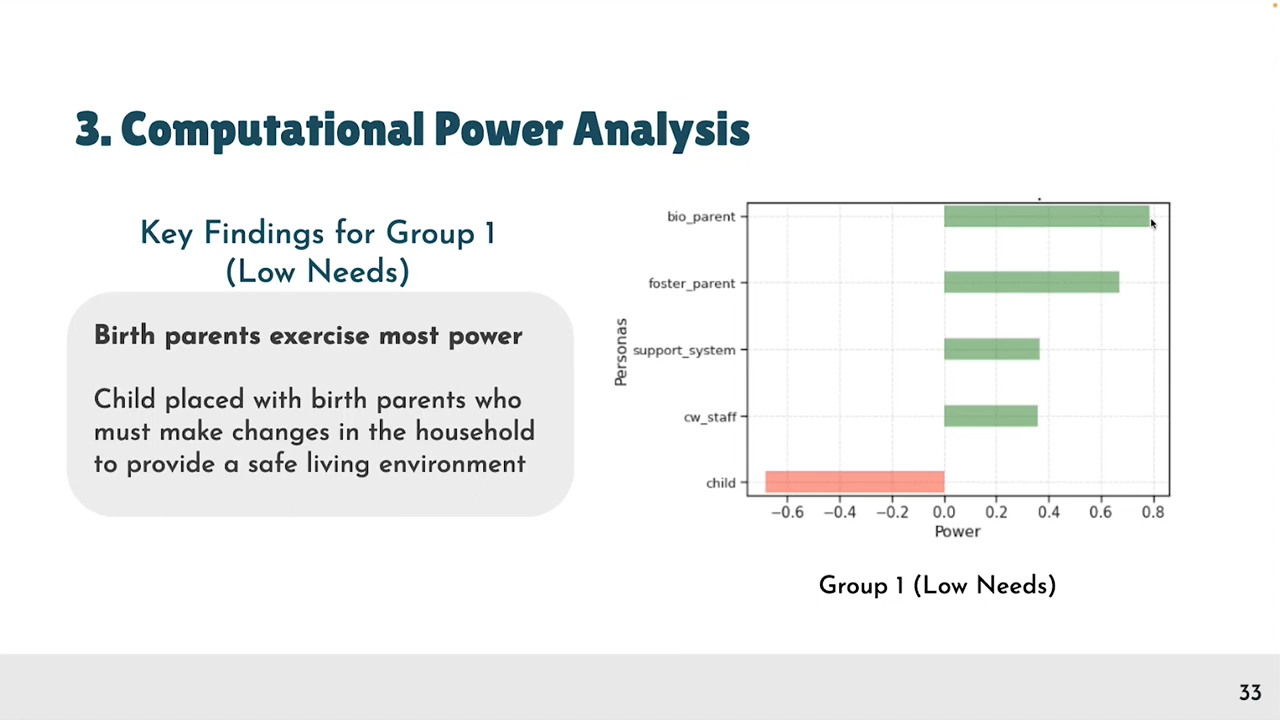 3. Computational Power Analysis
Key Findings for Group 1
(Low Needs)
Birth parents exercise most power
Child placed with birth parents who
must make changes in the household
to provide a safe living environment
Personas
bio_parent
foster_parent
support_system
cw_staff
child
−0.6 −0.4 −0.2 0.0 0.2 0.4 0.6 0.8
Power
Group 1 (Low Needs)
33